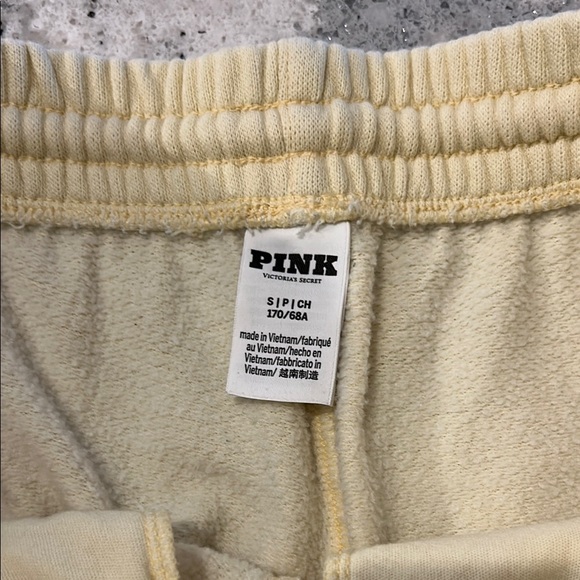 PINK
VICTORIA'S SECRET
S | P | CH
170/68A
made in Vietnam/fabriqué
au Vietnam/hecho en
Vietnam/fabbricato in
Vietnam/ 越南制造